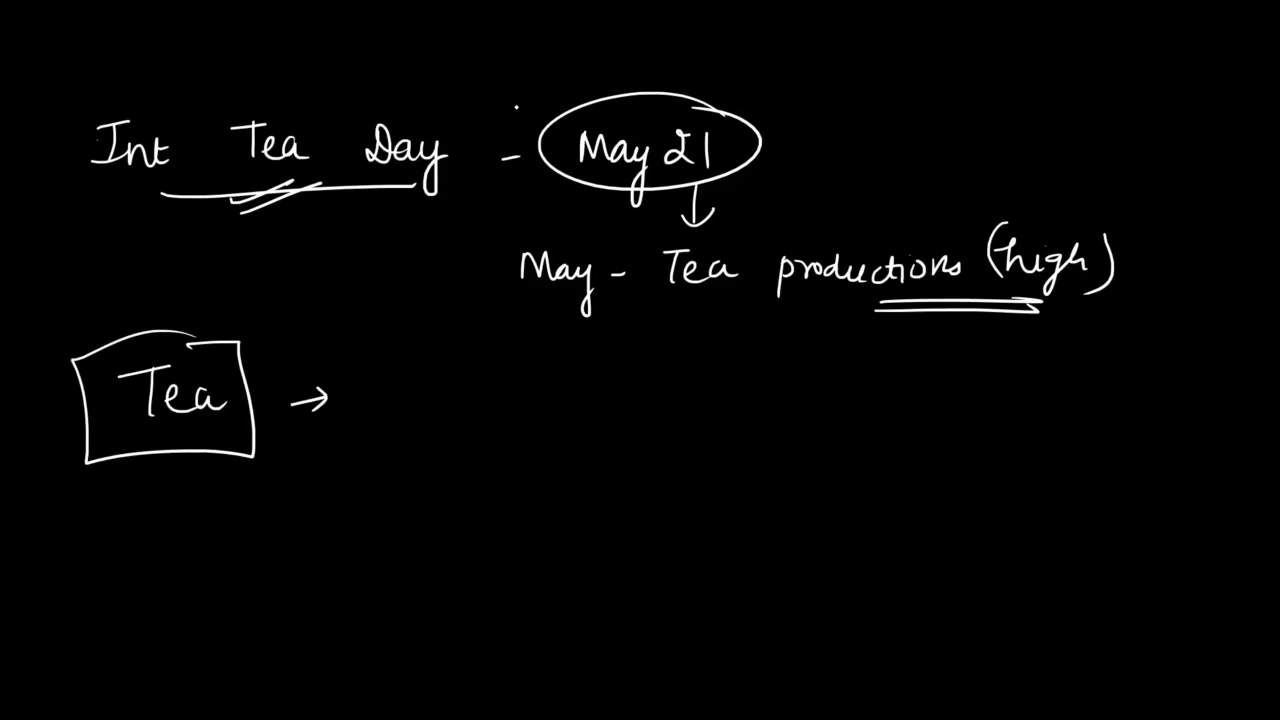 Int Tea Day - May 21
↓
May - Tea productions (high)
Tea →